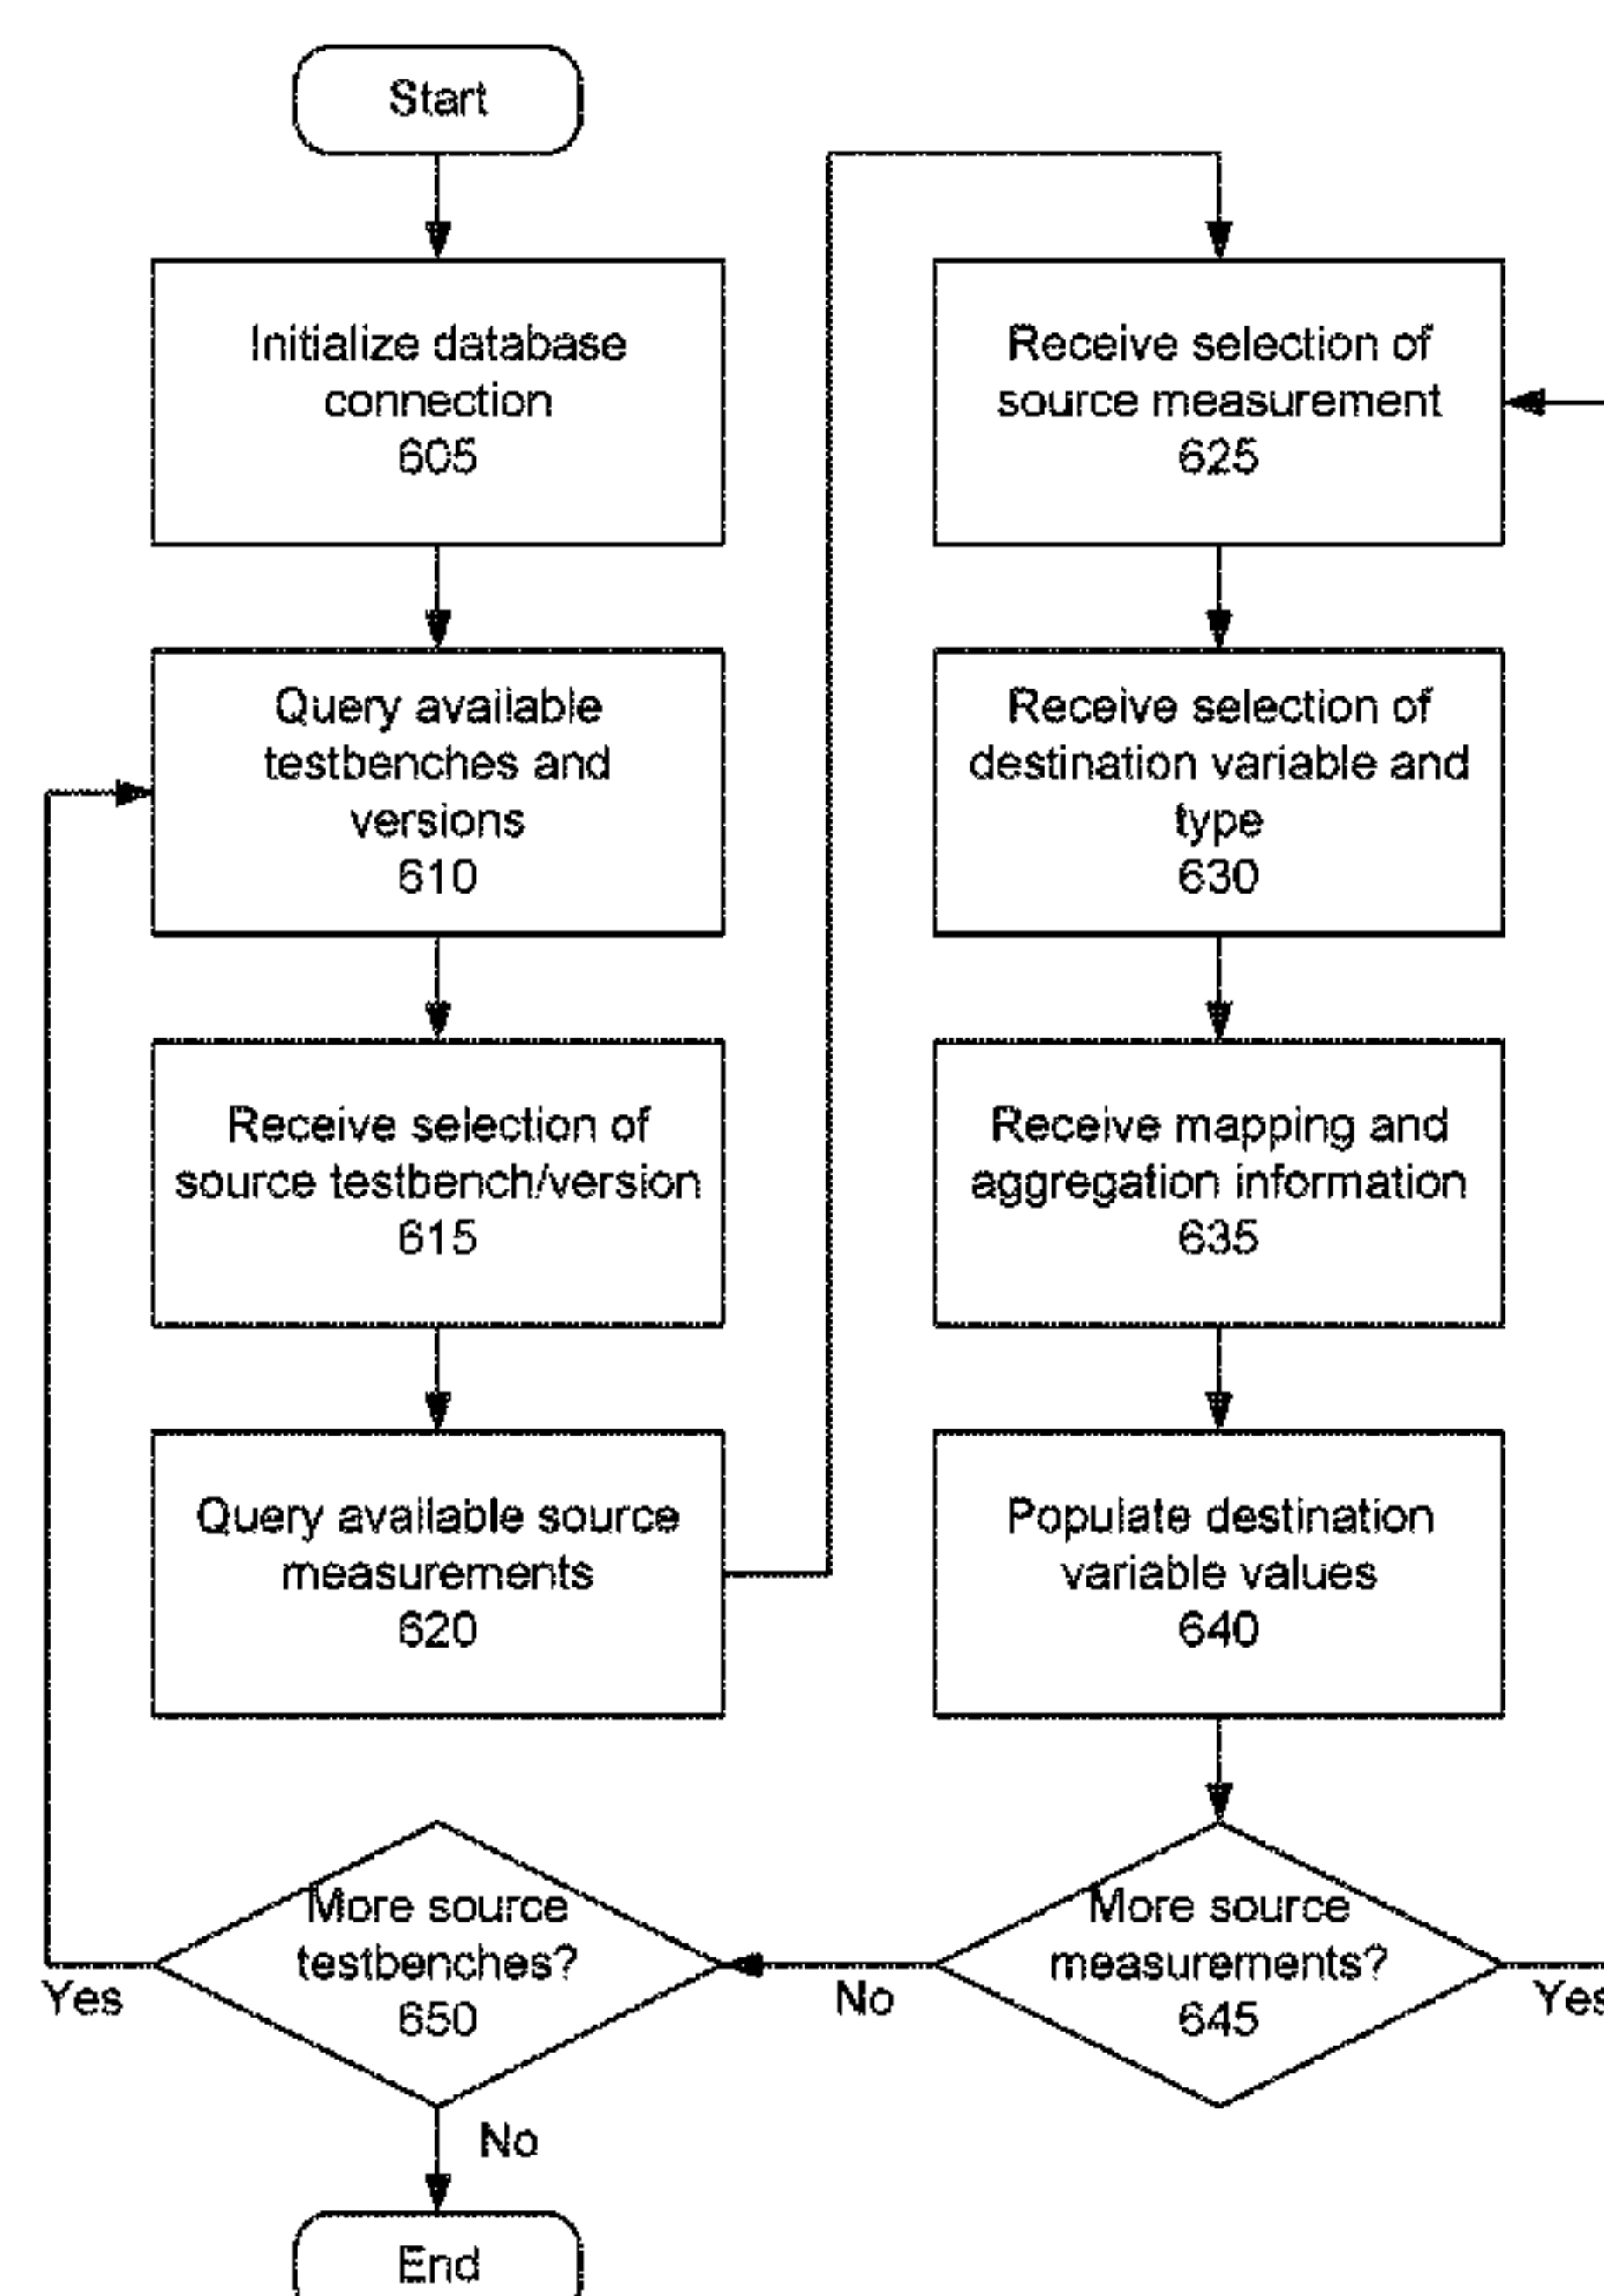 Start
Initialize database
connection
605
Query available
testbenches and
versions
610
Receive selection of
source testbench/version
615
Query available source
measurements
620
Receive selection of
source measurement
625
Receive selection of
destination variable and
type
630
Receive mapping and
aggregation information
635
Populate destination
variable values
640
More source
measurements?
645
Yes
No
More source
testbenches?
650
Yes
No
End